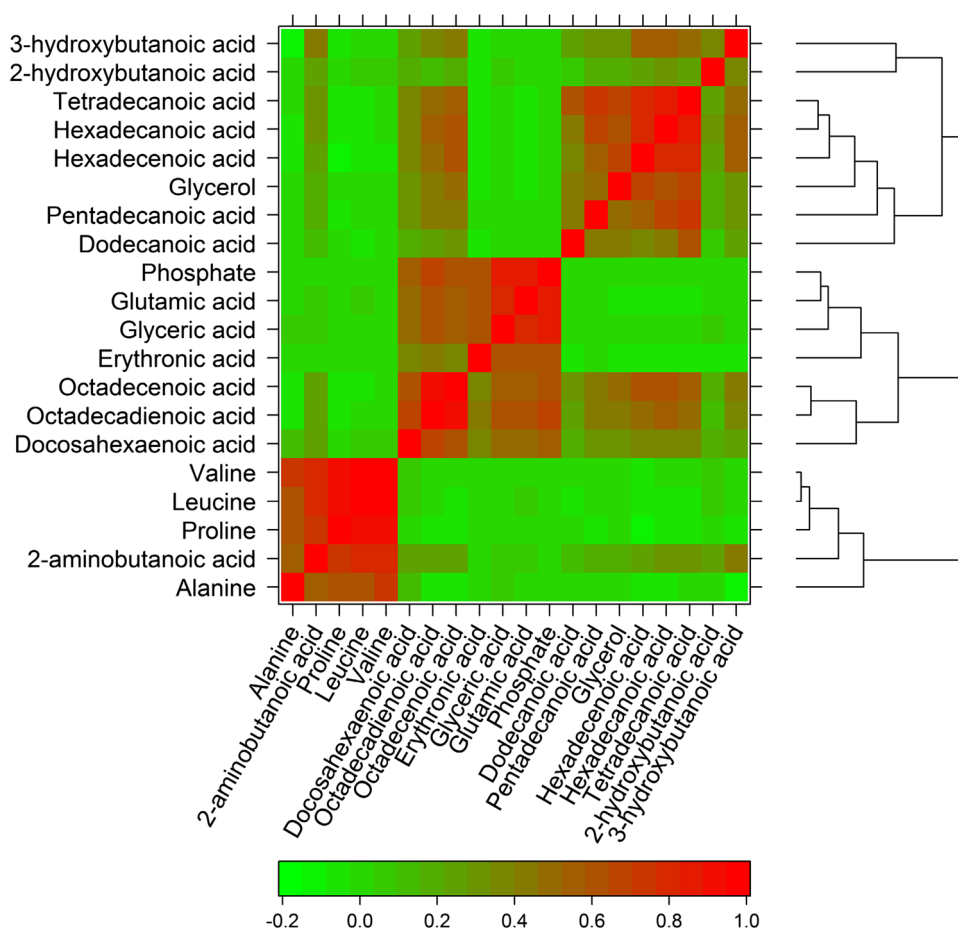 3-hydroxybutanoic acid
2-hydroxybutanoic acid
Tetradecanoic acid
Hexadecanoic acid
Hexadecenoic acid
Glycerol
Pentadecanoic acid
Dodecanoic acid
Phosphate
Glutamic acid
Glyceric acid
Erythronic acid
Octadecenoic acid
Octadecadienoic acid
Docosahexaenoic acid
Valine
Leucine
Proline
2-aminobutanoic acid
Alanine
Alanine
2-aminobutanoic acid
Proline
Leucine
Valine
Docosahexaenoic acid
Octadecadienoic acid
Octadecenoic acid
Erythronic acid
Glyceric acid
Glutamic acid
Phosphate
Dodecanoic acid
Pentadecanoic acid
Glycerol
Hexadecenoic acid
Hexadecanoic acid
Tetradecanoic acid
2-hydroxybutanoic acid
3-hydroxybutanoic acid
-0.2 0.0 0.2 0.4 0.6 0.8 1.0